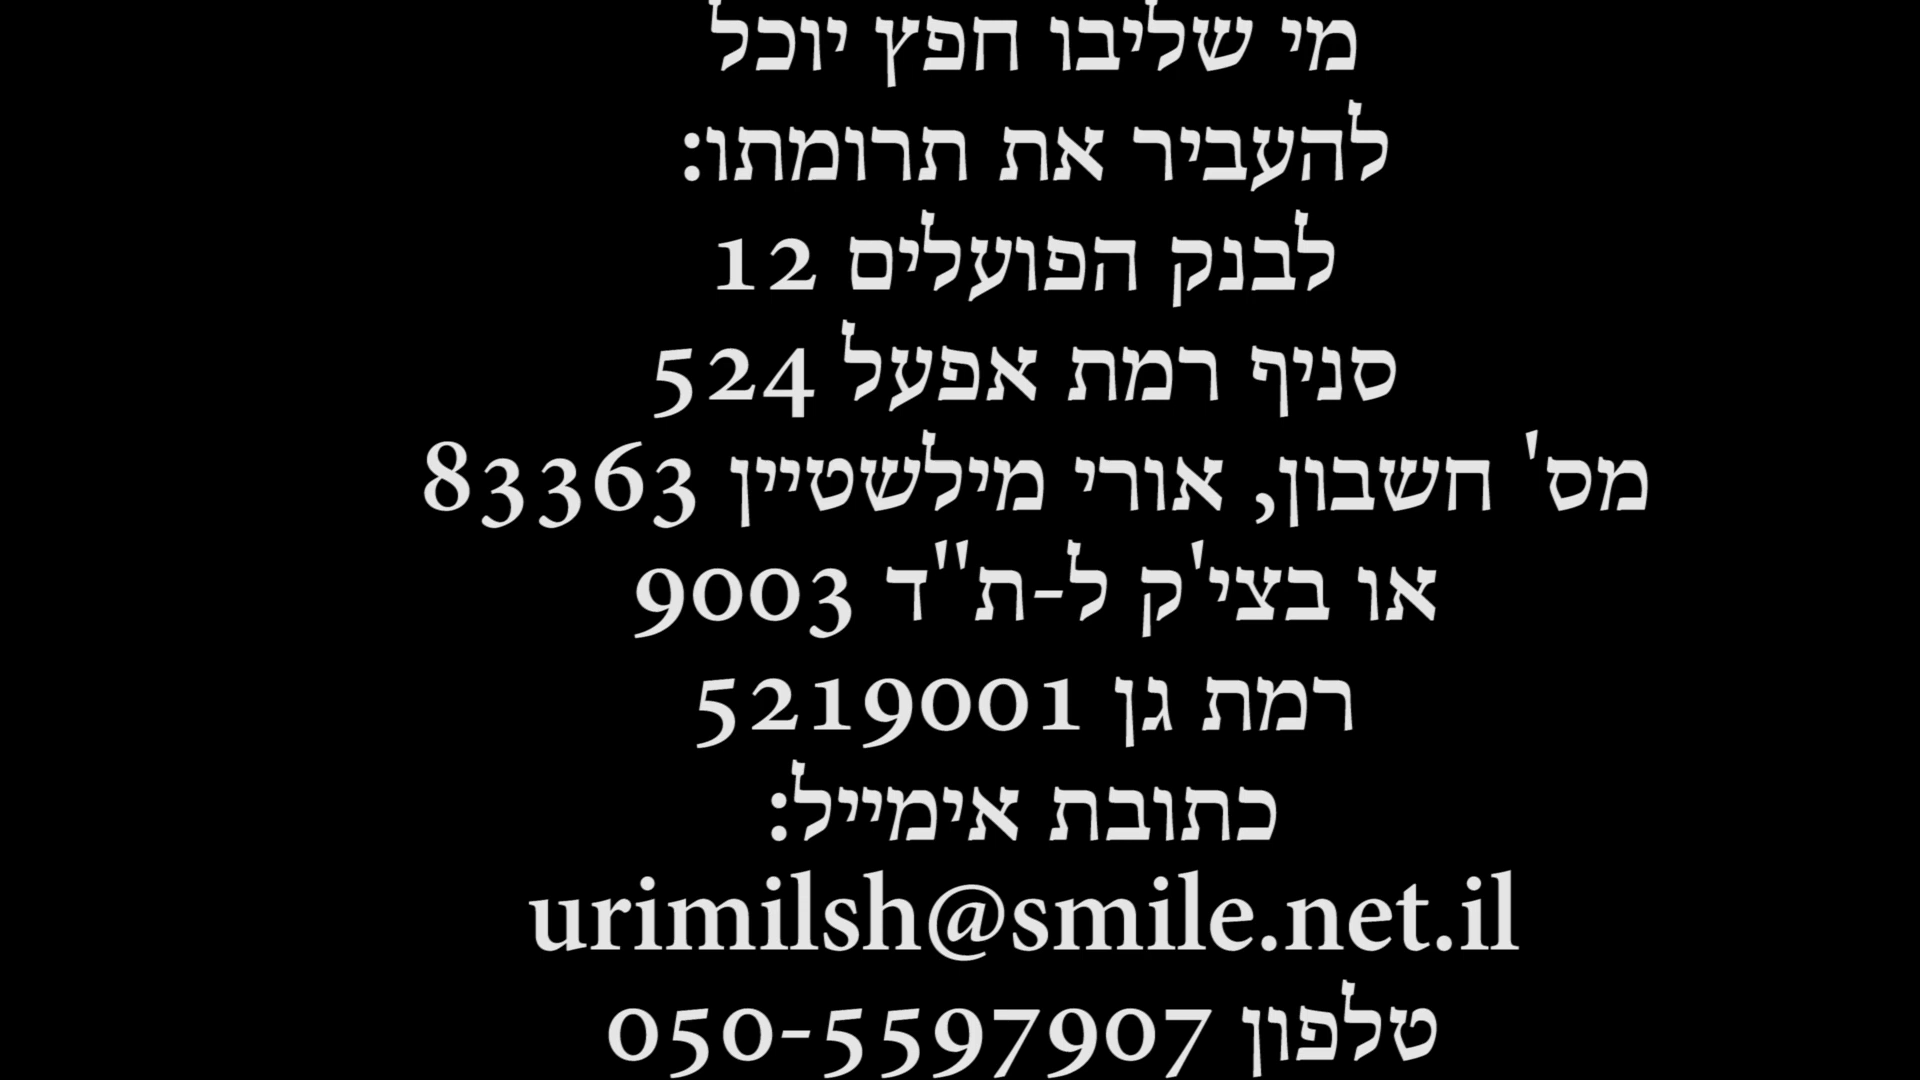 מי שליבו חפץ יוכל
להעביר את תרומתו:
לבנק הפועלים 12
סניף רמת אפעל 524
מס' חשבון, אורי מילשטיין 83363
או בצי'ק ל-ת"ד 9003
רמת גן 5219001
כתובת אימייל:
urimilsh@smile.net.il
טלפון 050-5597907